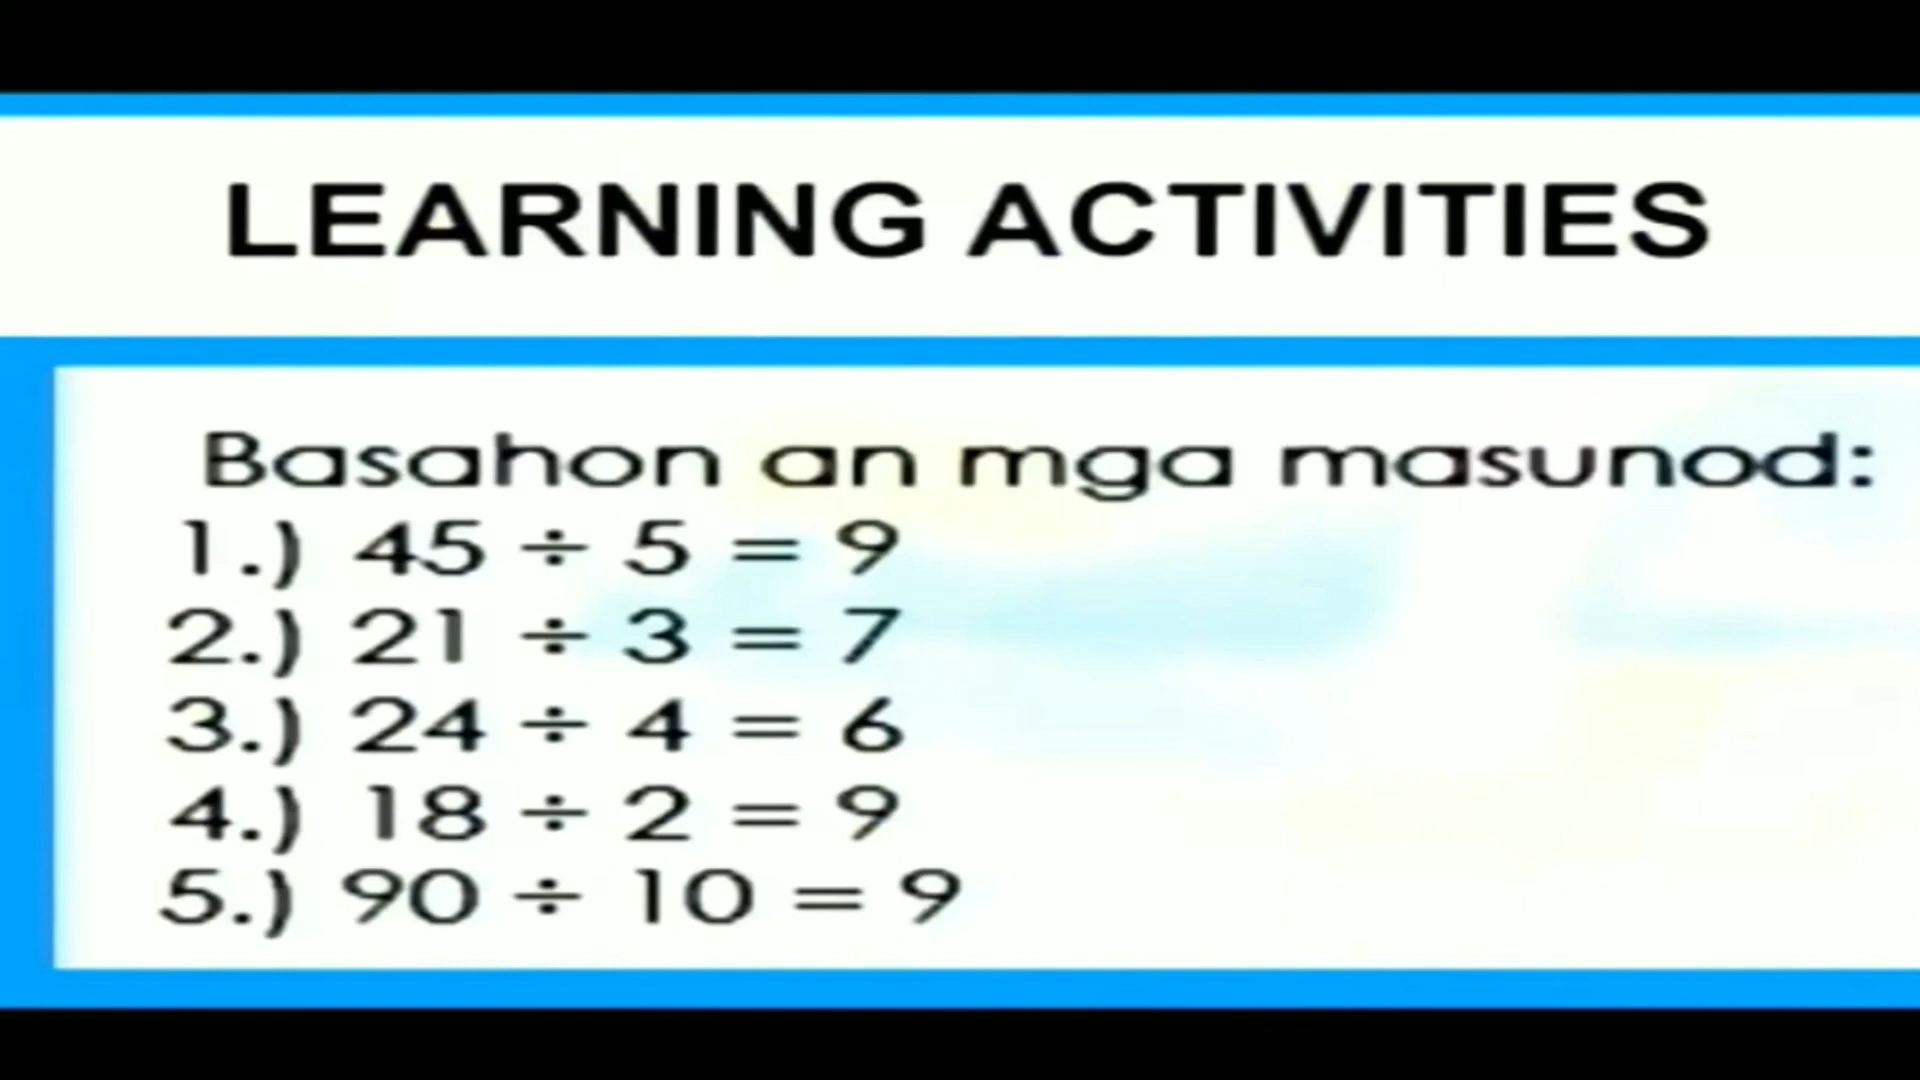 LEARNING ACTIVITIES
Basahon an mga masunod:
1.) 45 ÷ 5 = 9
2.) 21 ÷ 3 = 7
3.) 24 ÷ 4 = 6
4.) 18 ÷ 2 = 9
5.) 90 ÷ 10 = 9